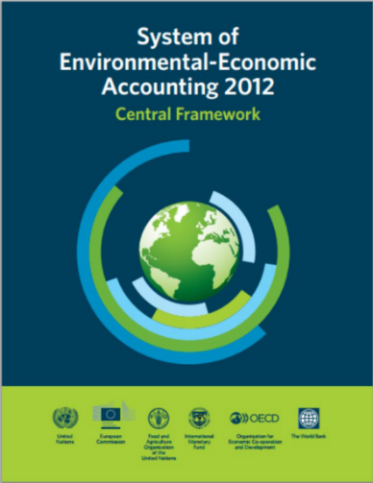 System of
Environmental-Economic
Accounting 2012
Central Framework
OECD
United
Nations
European
Commission
Food and
Agriculture
Organization
of the
United Nations
International
Monetary
Fund
Organisation for
Economic Co-operation
and Development
The World Bank